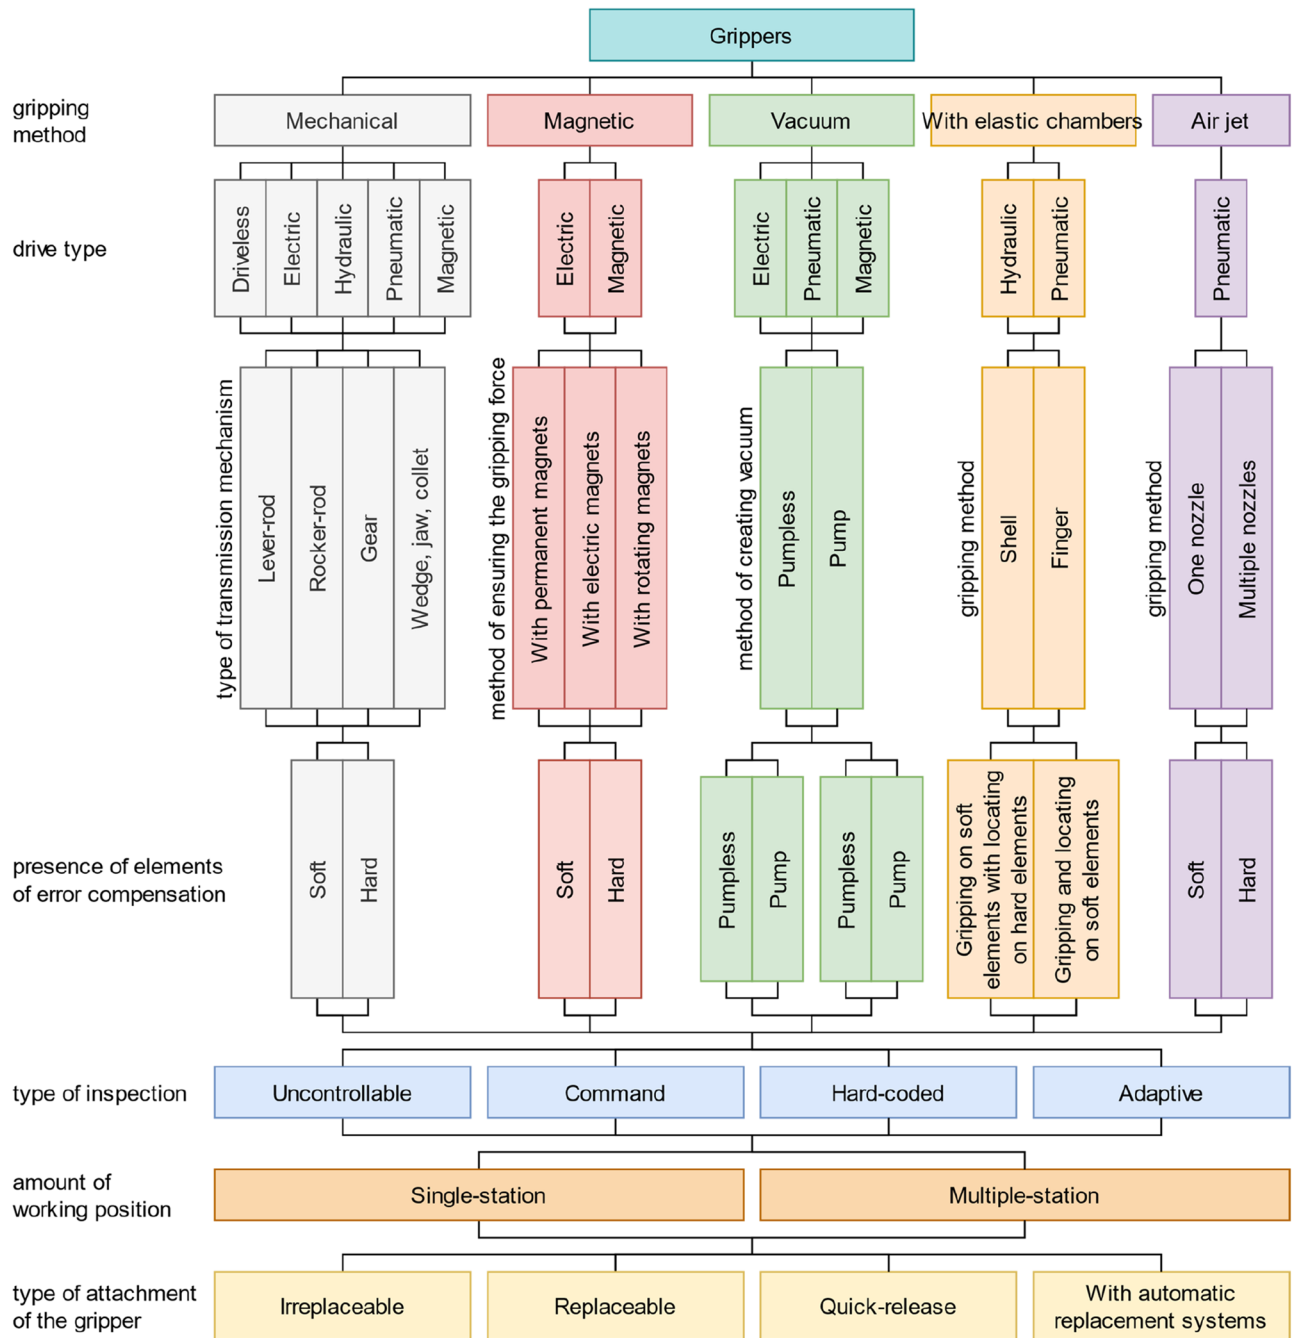 Grippers
gripping
method
Mechanical
Magnetic
Vacuum
With elastic chambers
Air jet
drive type
Driveless
Electric
Hydraulic
Pneumatic
Magnetic
Electric
Magnetic
Electric
Pneumatic
Magnetic
Hydraulic
Pneumatic
Pneumatic
type of transmission mechanism
Lever-rod
Rocker-rod
Gear
Wedge, jaw, collet
method of ensuring the gripping force
With permanent magnets
With electric magnets
With rotating magnets
method of creating vacuum
Pumpless
Pump
gripping method
Shell
Finger
gripping method
One nozzle
Multiple nozzles
presence of elements
of error compensation
Soft
Hard
Soft
Hard
Pumpless
Pump
Pumpless
Pump
Gripping on soft
elements with locating
on hard elements
Gripping and locating
on soft elements
Soft
Hard
type of inspection
Uncontrollable
Command
Hard-coded
Adaptive
amount of
working position
Single-station
Multiple-station
type of attachment
of the gripper
Irreplaceable
Replaceable
Quick-release
With automatic
replacement systems